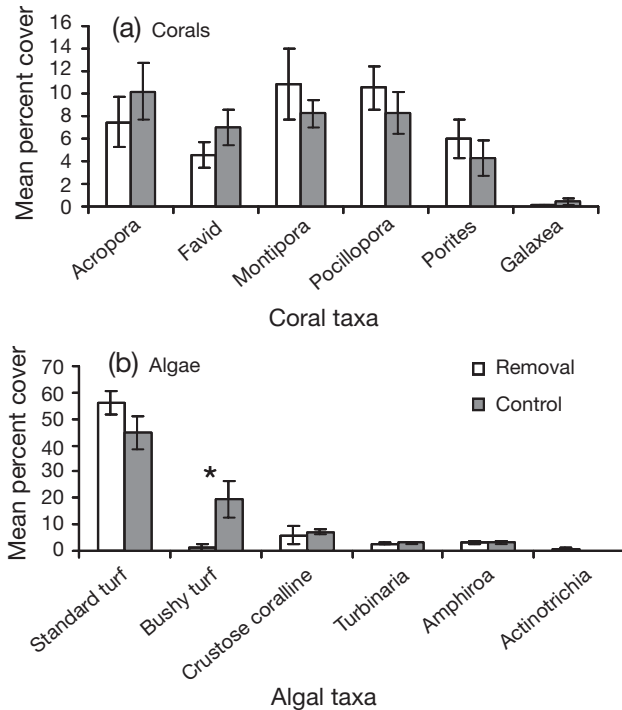 (a) Corals
Mean percent cover
16
14
12
10
8
6
4
2
0
Acropora
Favid
Montipora
Pocillopora
Porites
Galaxea
Coral taxa
(b) Algae
Mean percent cover
70
60
50
40
30
20
10
0
Removal
Control
*
Standard turf
Bushy turf
Crustose coralline
Turbinaria
Amphiroa
Actinotrichia
Algal taxa